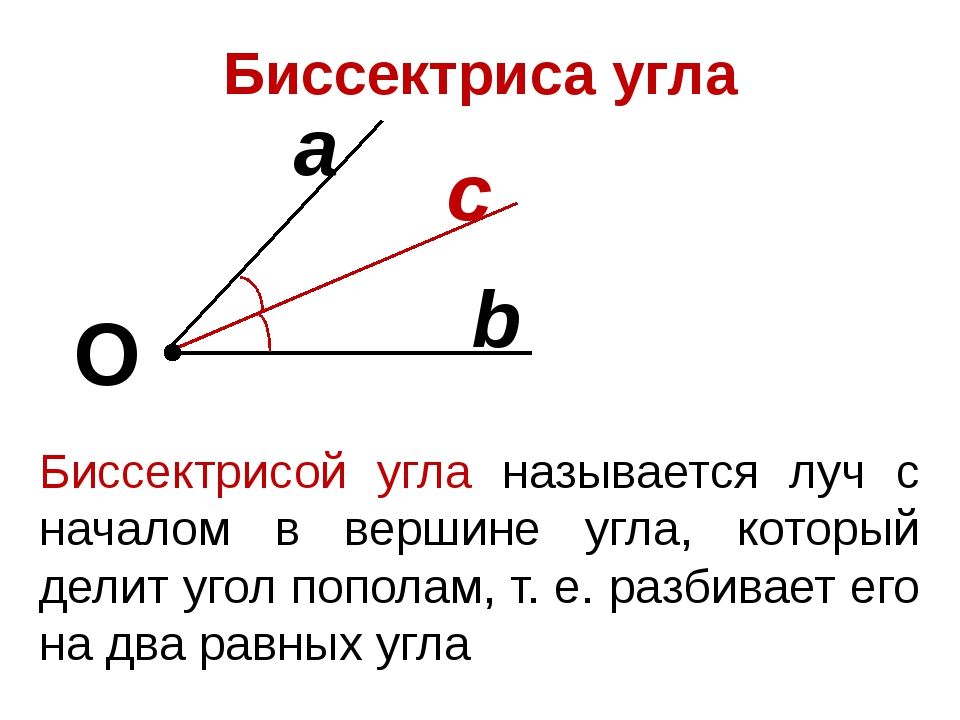 Биссектриса угла
a
c
b
O
Биссектрисой угла называется луч с
началом в вершине угла, который
делит угол пополам, т. е. разбивает его
на два равных угла